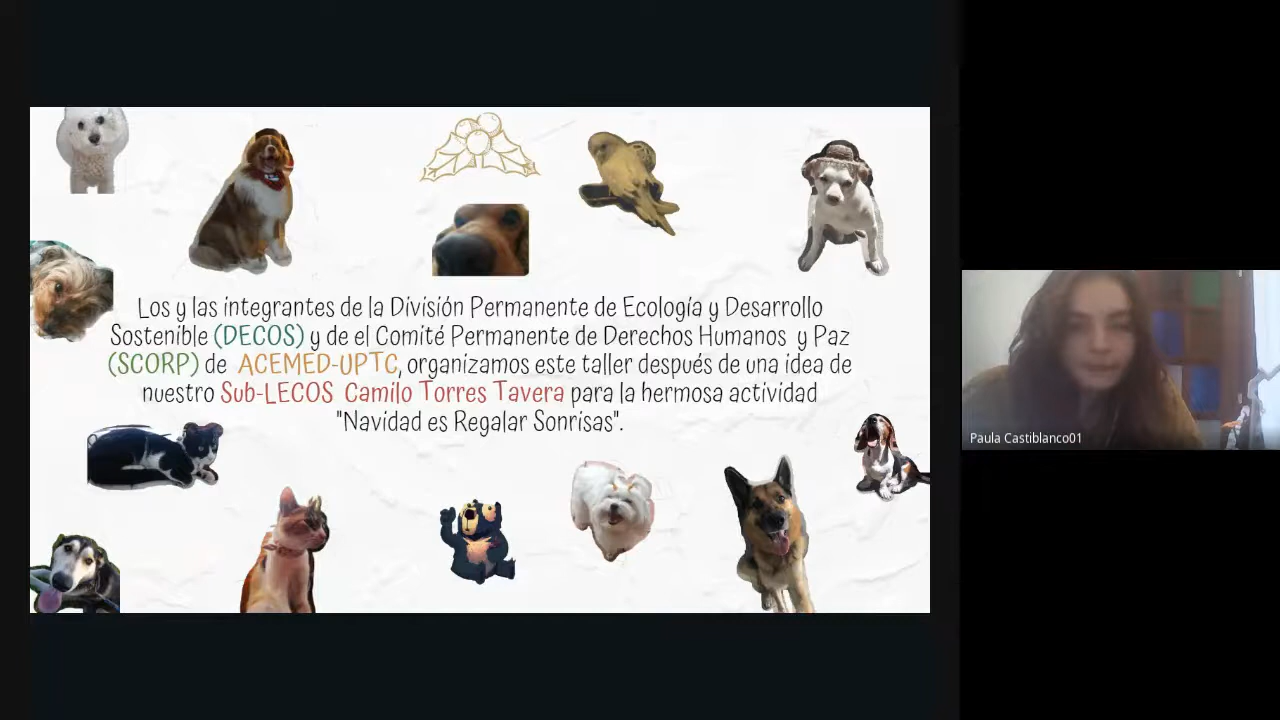 Los y las integrantes de la División Permanente de Ecología y Desarrollo
Sostenible (DECOS) y de el Comité Permanente de Derechos Humanos y Paz
(SCORP) de ACEMED-UPTC, organizamos este taller después de una idea de
nuestro Sub-LECOS Camilo Torres Tavera para la hermosa actividad
"Navidad es Regalar Sonrisas".
Paula Castiblanco01